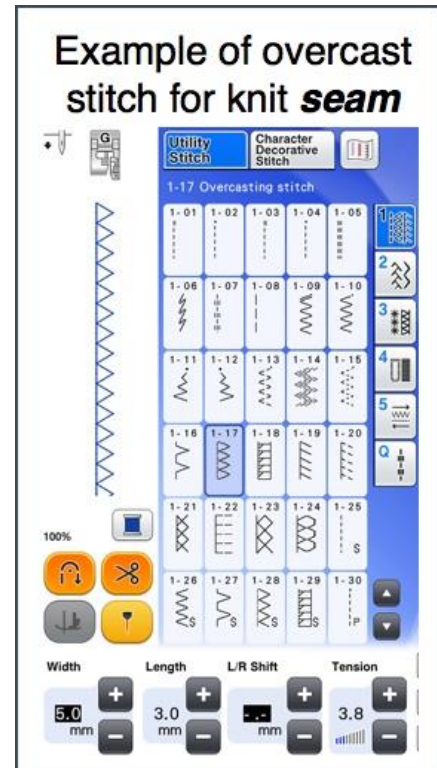 Example of overcast
stitch for knit seam
G
Utility
Stitch
Character
Decorative
Stitch
1-17 Overcasting stitch
1-01 1-02 1-03 1-04 1-05
1
1-06 1-07 1-08 1-09 1-10
2
3
1-11 1-12 1-13 1-14 1-15
4
5
1-16 1-17 1-18 1-19 1-20
Q
1-21 1-22 1-23 1-24 1-25
S
100%
1-26 1-27 1-28 1-29 1-30
S S S S P
Width Length L/R Shift Tension
+ + + +
5.0 3.0 -.- 3.8
mm mm mm
- - - -